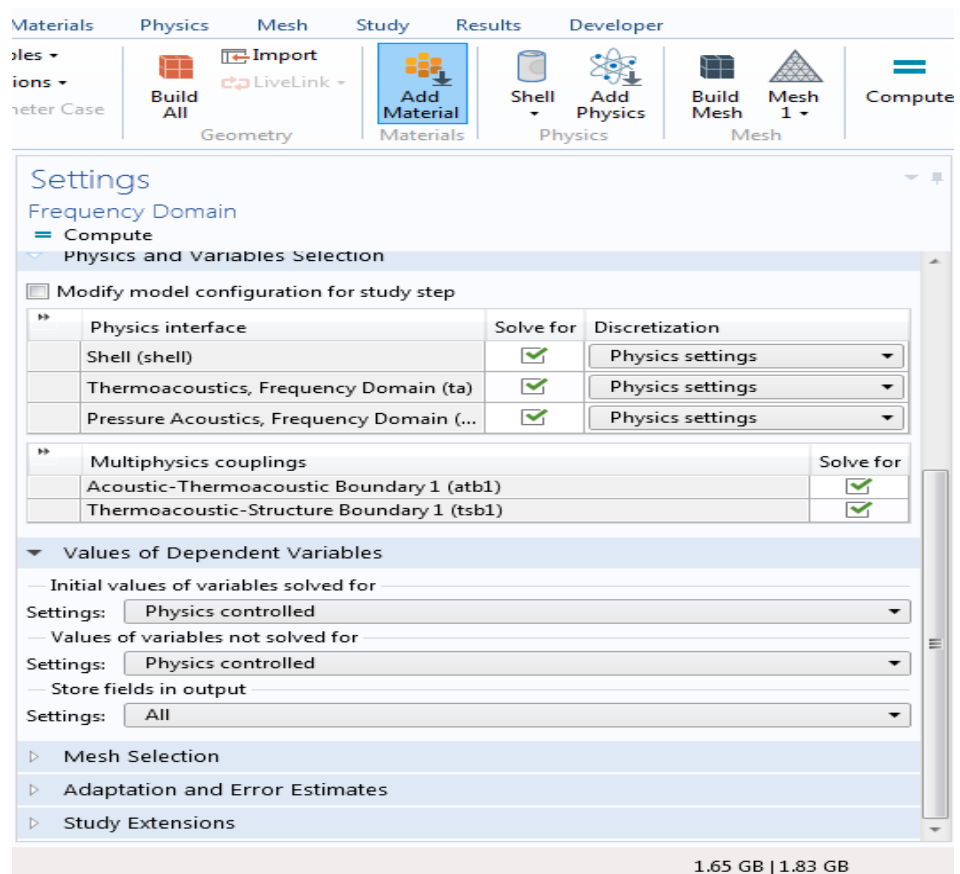 Materials Physics Mesh Study Results Developer
bles Import
ions LiveLink
meter Case Build All Add Material Shell Add Physics Build Mesh Mesh 1 Compute
Geometry Materials Physics Mesh
Settings
Frequency Domain
= Compute
Physics and Variables Selection
Modify model configuration for study step
Physics interface Solve for Discretization
Shell (shell) Physics settings
Thermoacoustics, Frequency Domain (ta) Physics settings
Pressure Acoustics, Frequency Domain (... Physics settings
Multiphysics couplings Solve for
Acoustic-Thermoacoustic Boundary 1 (atb1)
Thermoacoustic-Structure Boundary 1 (tsb1)
Values of Dependent Variables
Initial values of variables solved for
Settings: Physics controlled
Values of variables not solved for
Settings: Physics controlled
Store fields in output
Settings: All
Mesh Selection
Adaptation and Error Estimates
Study Extensions
1.65 GB | 1.83 GB